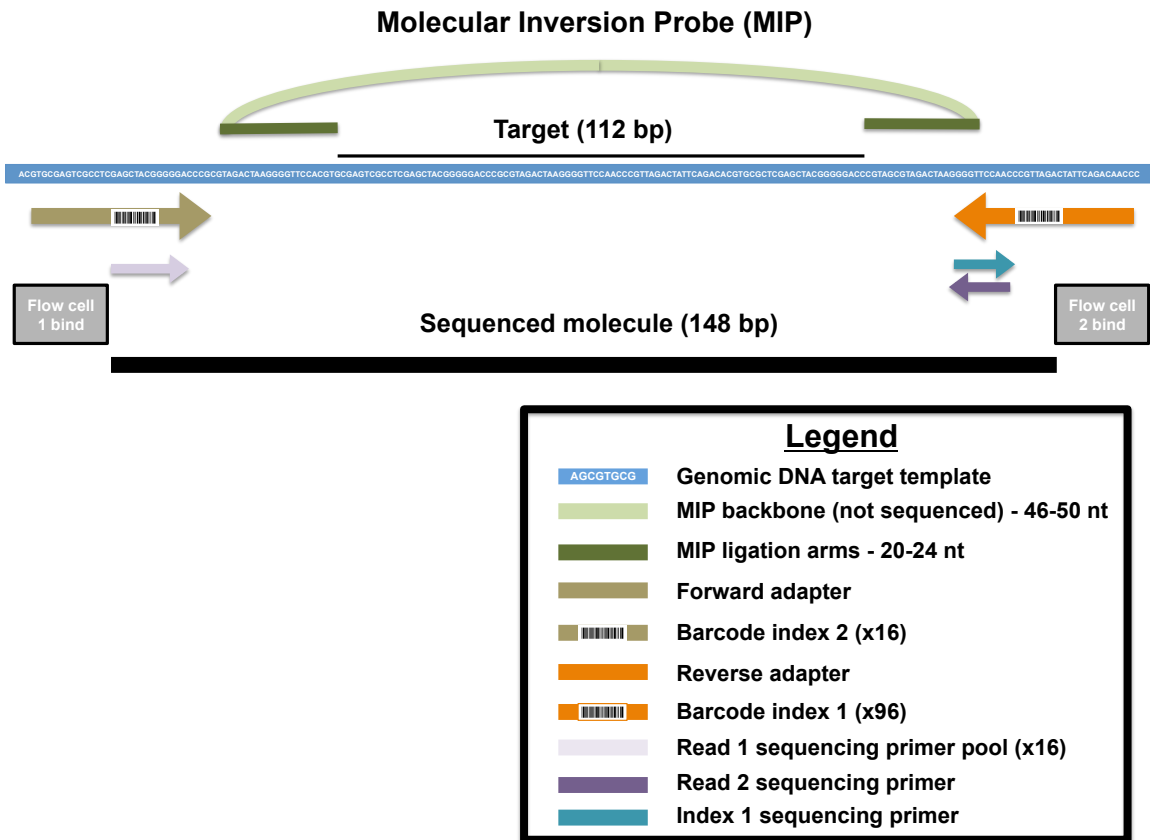 Molecular Inversion Probe (MIP)
Target (112 bp)
ACGTGCGAGTCGCCTCGAGCTACGGGGGACCCGCGTAGACTAAGGGGTTCCACGTGCGAGTCGCCTCGAGCTACGGGGGACCCGCGTAGACTAAGGGGTTCCAACCCGTTAGACTATTCAGACACGTGCGCTCGAGCTACGGGGGACCCGTAGCGTAGACTAAGGGGTTCCAACCCGTTAGACTATTCAGACAACCC
Flow cell
1 bind
Sequenced molecule (148 bp)
Flow cell
2 bind
Legend
AGCGTGCG Genomic DNA target template
MIP backbone (not sequenced) - 46-50 nt
MIP ligation arms - 20-24 nt
Forward adapter
Barcode index 2 (x16)
Reverse adapter
Barcode index 1 (x96)
Read 1 sequencing primer pool (x16)
Read 2 sequencing primer
Index 1 sequencing primer